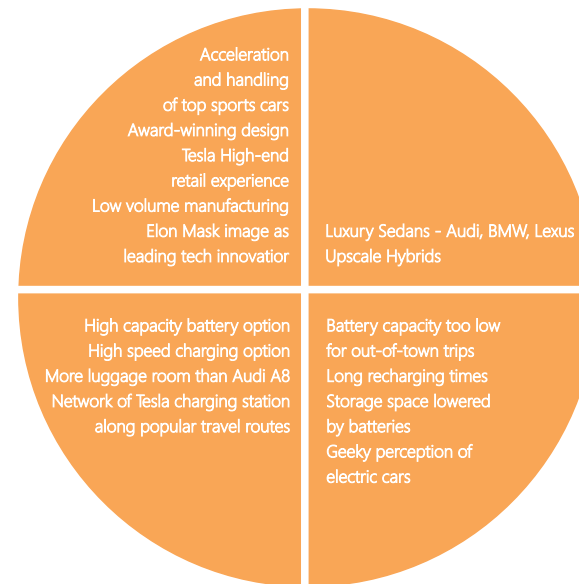 Acceleration
and handling
of top sports cars
Award-winning design
Tesla High-end
retail experience
Low volume manufacturing
Elon Mask image as
leading tech innovatior
Luxury Sedans - Audi, BMW, Lexus
Upscale Hybrids
High capacity battery option
High speed charging option
More luggage room than Audi A8
Network of Tesla charging station
along popular travel routes
Battery capacity too low
for out-of-town trips
Long recharging times
Storage space lowered
by batteries
Geeky perception of
electric cars